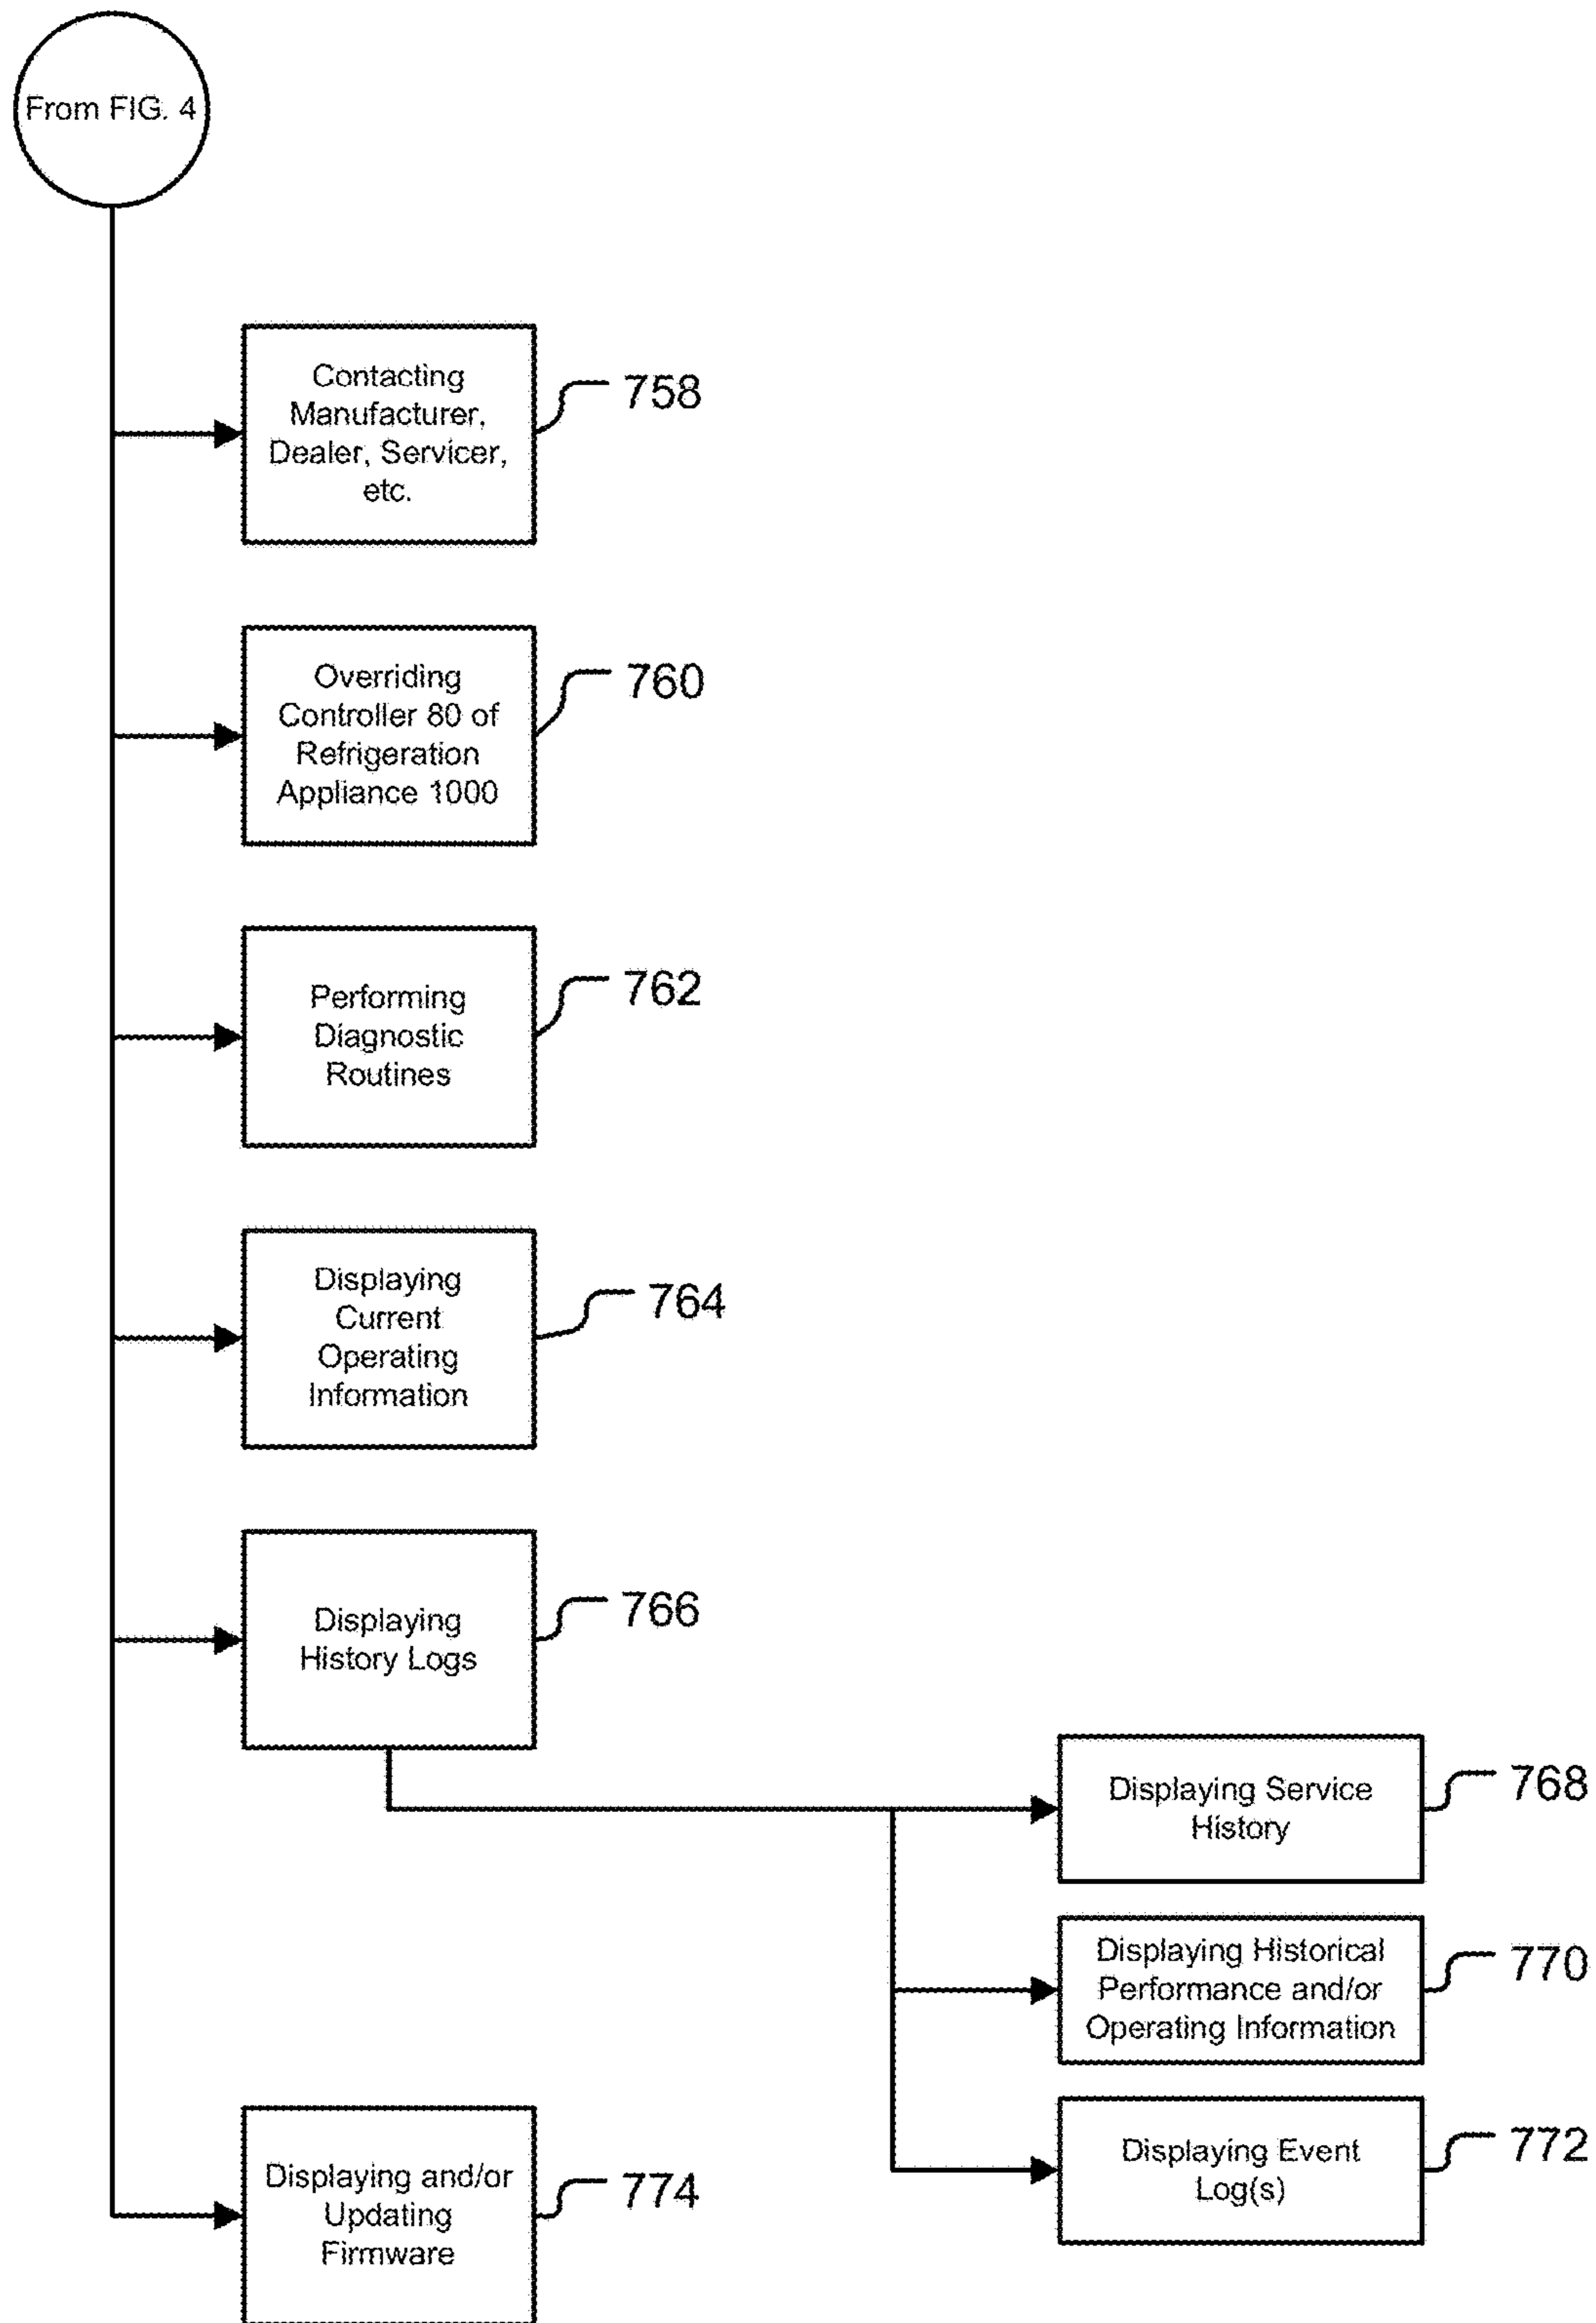 From FIG. 4
Contacting
Manufacturer,
Dealer, Servicer,
etc.
758
Overriding
Controller 80 of
Refrigeration
Appliance 1000
760
Performing
Diagnostic
Routines
762
Displaying
Current
Operating
Information
764
Displaying
History Logs
766
Displaying Service
History
768
Displaying Historical
Performance and/or
Operating Information
770
Displaying Event
Log(s)
772
Displaying and/or
Updating
Firmware
774